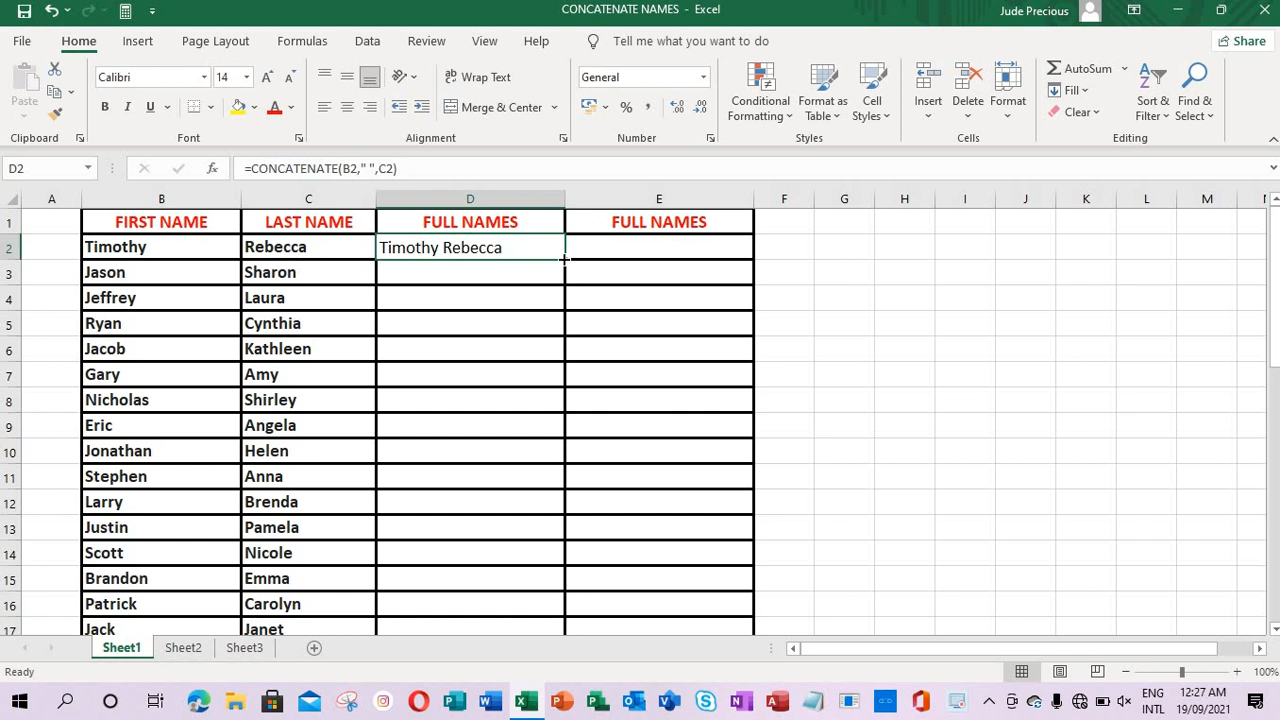 CONCATENATE NAMES - Excel
Jude Precious
File Home Insert Page Layout Formulas Data Review View Help Tell me what you want to do Share
Paste
Calibri 14
B I U
Wrap Text
Merge & Center
General
% ,
Conditional Formatting
Format as Table
Cell Styles
Insert
Delete
Format
AutoSum
Fill
Clear
Sort & Filter
Find & Select
Clipboard Font Alignment Number Styles Cells Editing
D2 fx =CONCATENATE(B2," ",C2)
A B C D E F G H I J K L M
1 FIRST NAME LAST NAME FULL NAMES FULL NAMES
2 Timothy Rebecca Timothy Rebecca
3 Jason Sharon
4 Jeffrey Laura
5 Ryan Cynthia
6 Jacob Kathleen
7 Gary Amy
8 Nicholas Shirley
9 Eric Angela
10 Jonathan Helen
11 Stephen Anna
12 Larry Brenda
13 Justin Pamela
14 Scott Nicole
15 Brandon Emma
16 Patrick Carolyn
17 Jack Janet
Sheet1 Sheet2 Sheet3
Ready
100%
ENG 12:27 AM
INTL 19/09/2021